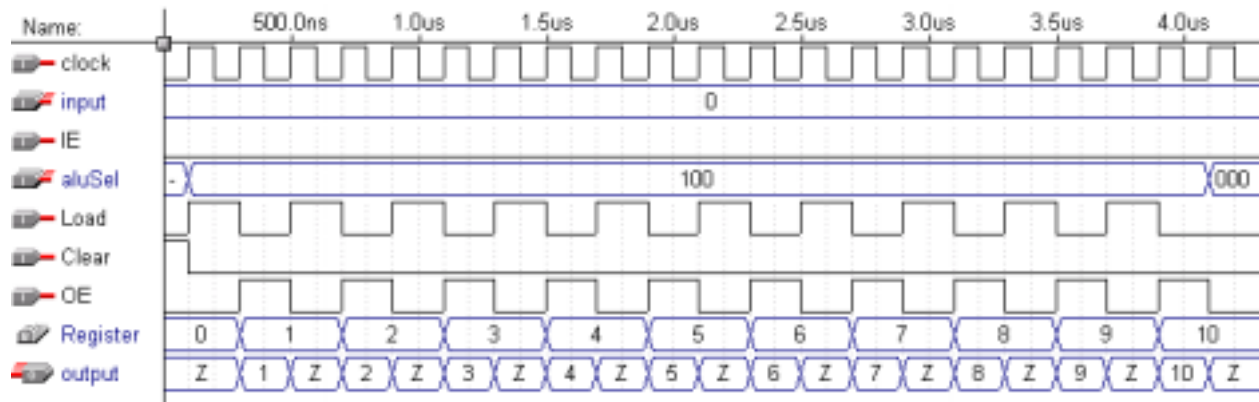 Name: 500.0ns 1.0us 1.5us 2.0us 2.5us 3.0us 3.5us 4.0us
clock
input 0
IE
aluSel - 100 000
Load
Clear
OE
Register 0 1 2 3 4 5 6 7 8 9 10
output Z 1 Z 2 Z 3 Z 4 Z 5 Z 6 Z 7 Z 8 Z 9 Z 10 Z